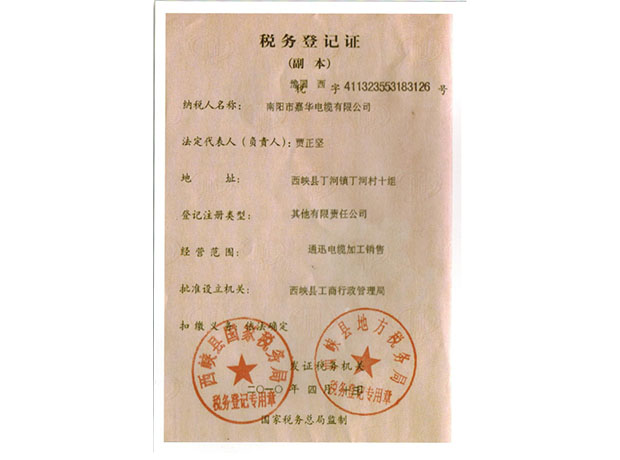 税务登记证
(副 本)
豫国 西
税 字 411323553183126 号
纳税人名称： 南阳市嘉华电缆有限公司
法定代表人(负责人)：贾正坚
地 址： 西峡县丁河镇丁河村十组
登记注册类型： 其他有限责任公司
经营范围： 通迅电缆加工销售
批准设立机关： 西峡县工商行政管理局
扣缴义务：依法确定
西峡县国家税务局
税务登记专用章
西峡县地方税务局
税务登记专用章
发证税务机关
二〇一〇年 四月 日
国家税务总局监制